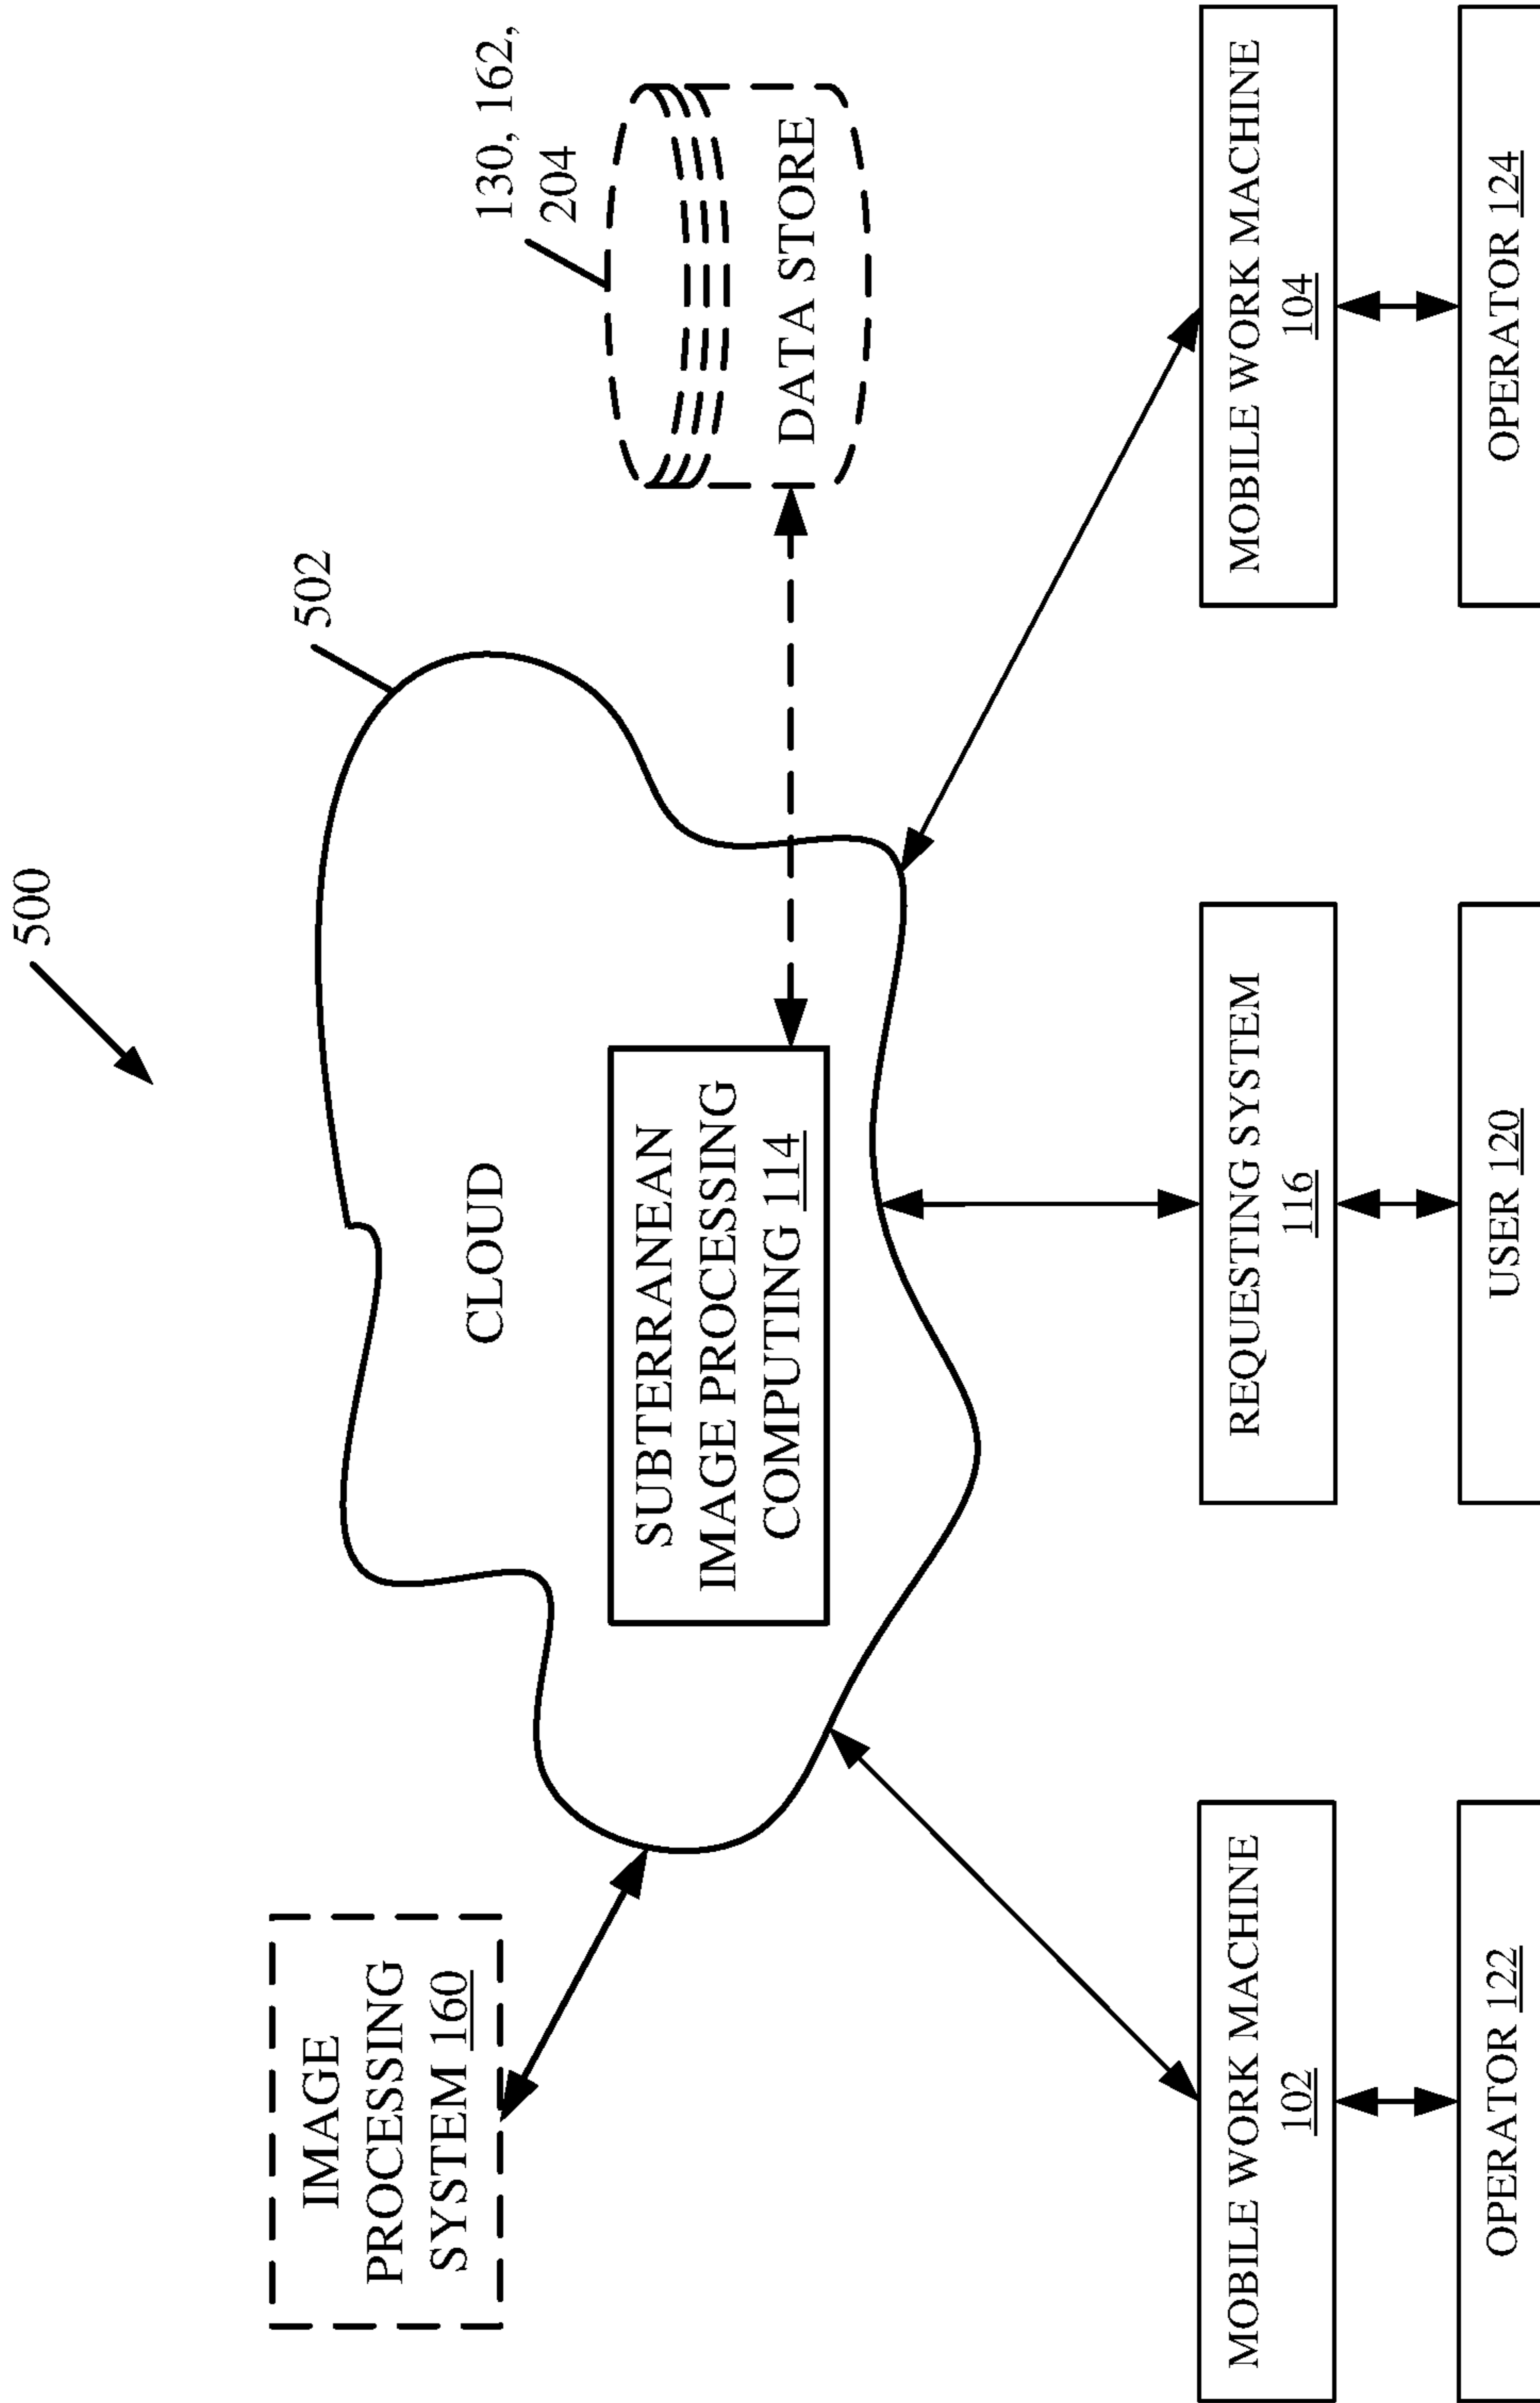 500
502
CLOUD
IMAGE
PROCESSING
SYSTEM 160
130, 162,
204
DATA STORE
SUBTERRANEAN
IMAGE PROCESSING
COMPUTING 114
MOBILE WORK MACHINE
102
REQUESTING SYSTEM
116
MOBILE WORK MACHINE
104
OPERATOR 122
USER 120
OPERATOR 124